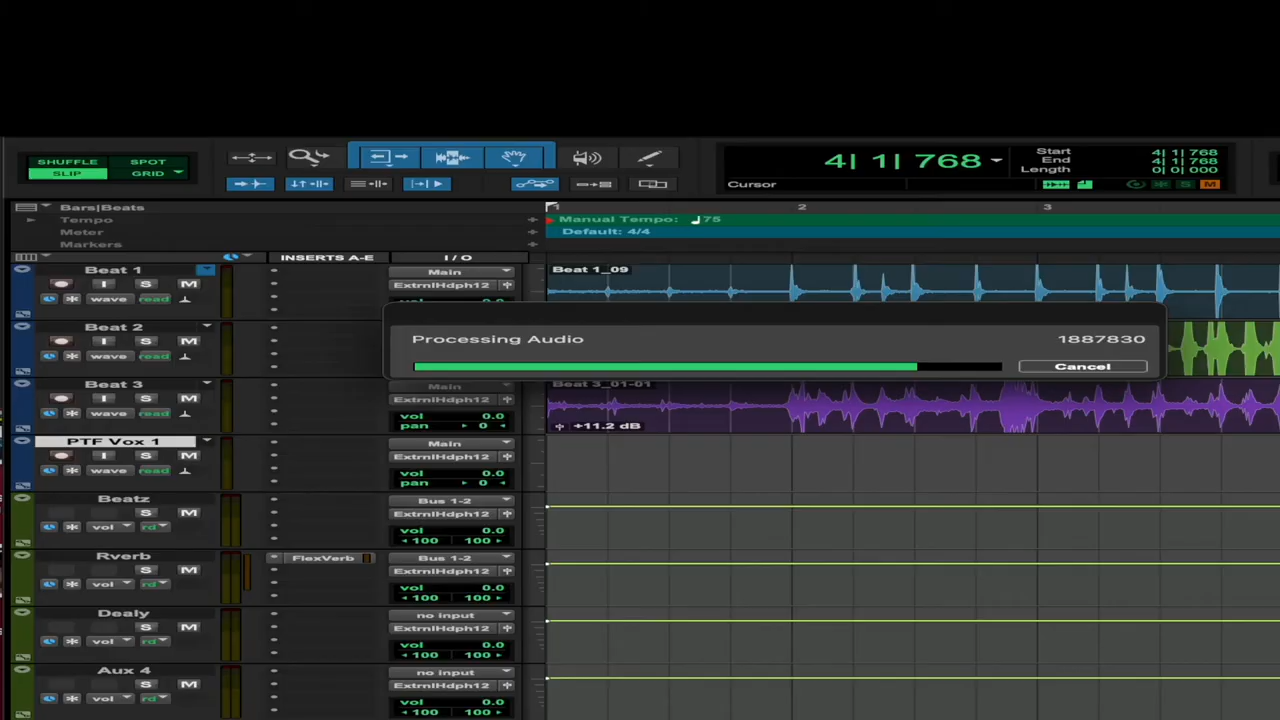 SHUFFLE SPOT
SLIP GRID
4| 1| 768
Start 4| 1| 768
End 4| 1| 768
Length
Cursor
S M
Bars|Beats 1 2 3
Tempo Manual Tempo: 75
Meter Default: 4/4
Markers
INSERTS A-E I / O
Beat 1 Main Beat 1_09
I S M ExtrnlHdph12
wave read
Processing Audio 1887830
Cancel
Beat 2
I S M
wave read
Beat 3 Main Beat 3_01-01
I S M ExtrnlHdph12
wave read vol 0.0
pan 0 +11.2 dB
PTF Vox 1 Main
I S M ExtrnlHdph12
wave read vol 0.0
pan 0
Beatz Bus 1-2
S M ExtrnlHdph12
vol rd vol 0.0
100 100
Rverb FlexVerb Bus 1-2
S M ExtrnlHdph12
vol rd vol 0.0
100 100
Dealy no input
S M ExtrnlHdph12
vol rd vol 0.0
100 100
Aux 4 no input
S M ExtrnlHdph12
vol rd vol 0.0
100 100